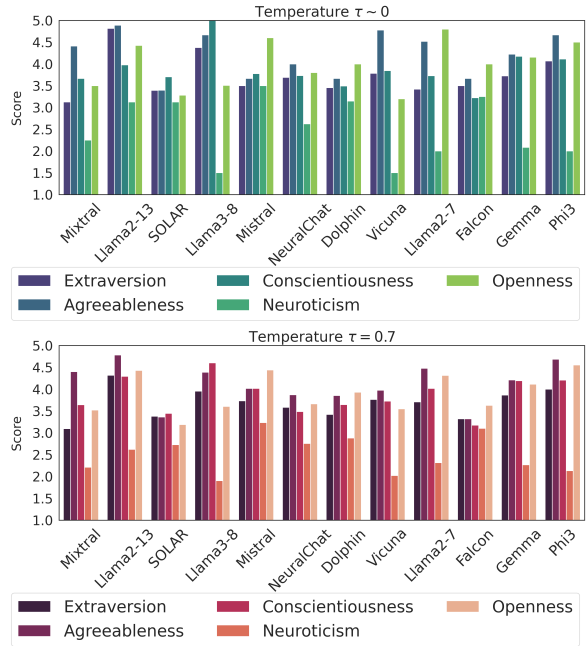 Temperature τ ~ 0
Score
5.0
4.5
4.0
3.5
3.0
2.5
2.0
1.5
1.0
Mixtral
Llama2-13
SOLAR
Llama3-8
Mistral
NeuralChat
Dolphin
Vicuna
Llama2-7
Falcon
Gemma
Phi3
Extraversion Conscientiousness Openness
Agreeableness Neuroticism
Temperature τ = 0.7
Score
5.0
4.5
4.0
3.5
3.0
2.5
2.0
1.5
1.0
Mixtral
Llama2-13
SOLAR
Llama3-8
Mistral
NeuralChat
Dolphin
Vicuna
Llama2-7
Falcon
Gemma
Phi3
Extraversion Conscientiousness Openness
Agreeableness Neuroticism